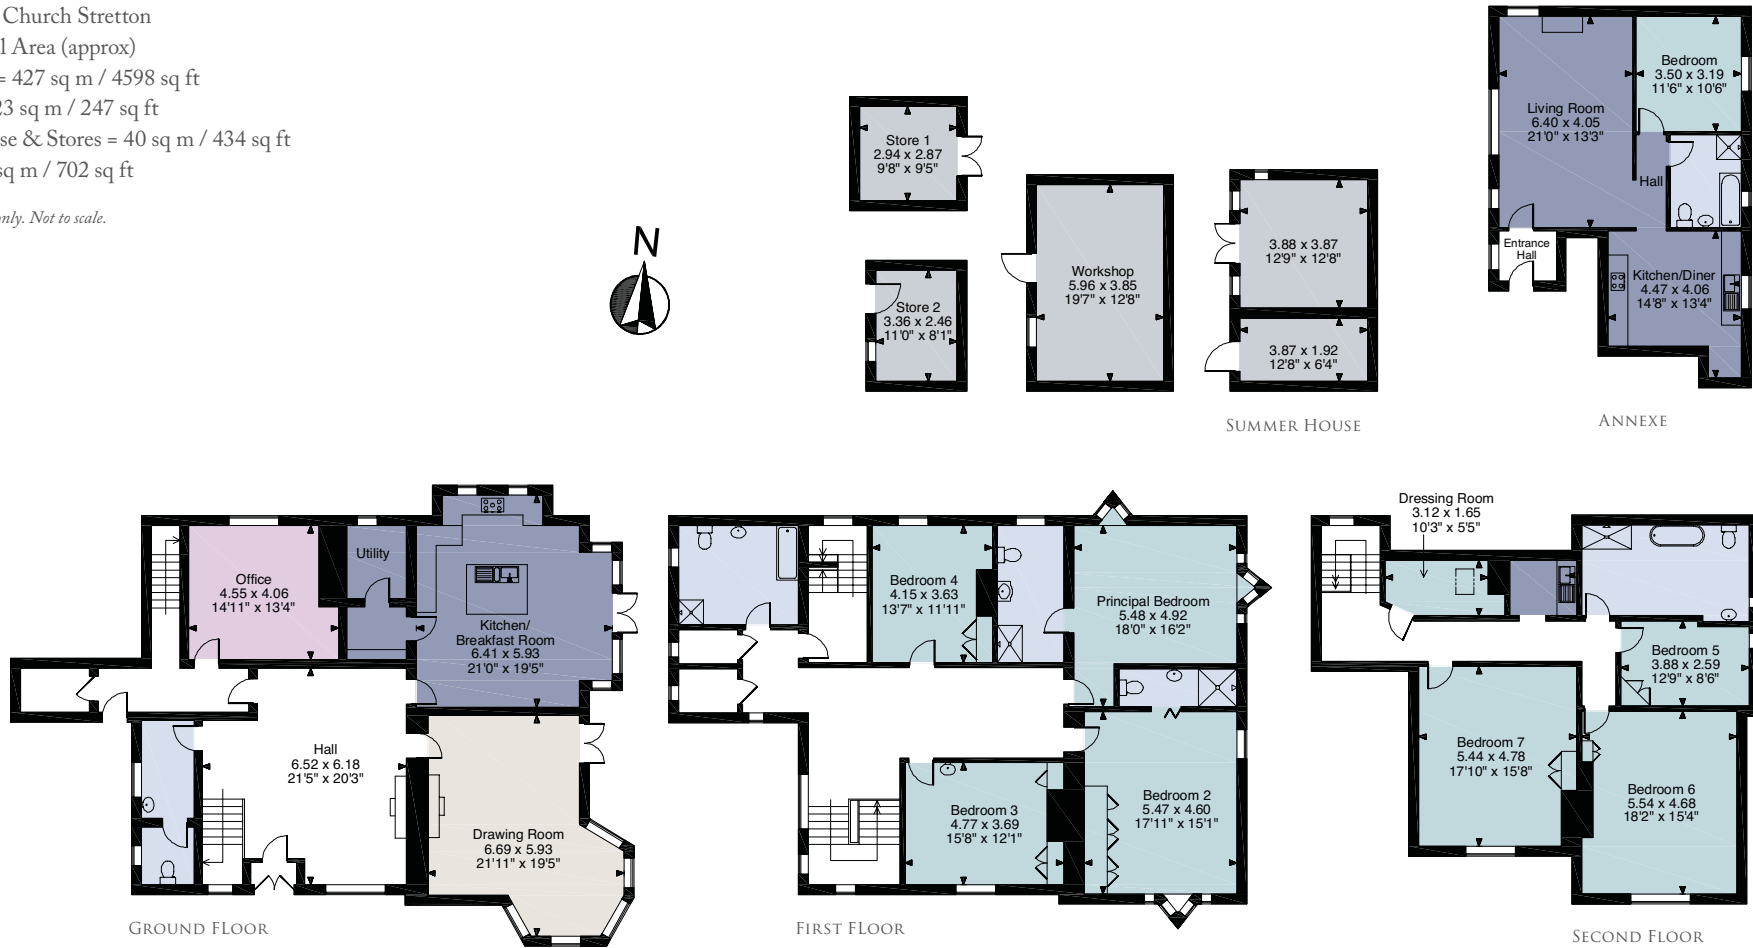 Church Stretton
l Area (approx)
= 427 sq m / 4598 sq ft
23 sq m / 247 sq ft
se & Stores = 40 sq m / 434 sq ft
sq m / 702 sq ft
only. Not to scale.
N
Store 1
2.94 x 2.87
9'8" x 9'5"
Store 2
3.36 x 2.46
11'0" x 8'1"
Workshop
5.96 x 3.85
19'7" x 12'8"
3.88 x 3.87
12'9" x 12'8"
3.87 x 1.92
12'8" x 6'4"
SUMMER HOUSE
Living Room
6.40 x 4.05
21'0" x 13'3"
Bedroom
3.50 x 3.19
11'6" x 10'6"
Hall
Entrance
Hall
Kitchen/Diner
4.47 x 4.06
14'8" x 13'4"
ANNEXE
Office
4.55 x 4.06
14'11" x 13'4"
Utility
Kitchen/
Breakfast Room
6.41 x 5.93
21'0" x 19'5"
Hall
6.52 x 6.18
21'5" x 20'3"
Drawing Room
6.69 x 5.93
21'11" x 19'5"
GROUND FLOOR
Bedroom 4
4.15 x 3.63
13'7" x 11'11"
Principal Bedroom
5.48 x 4.92
18'0" x 16'2"
Bedroom 3
4.77 x 3.69
15'8" x 12'1"
Bedroom 2
5.47 x 4.60
17'11" x 15'1"
FIRST FLOOR
Dressing Room
3.12 x 1.65
10'3" x 5'5"
Bedroom 5
3.88 x 2.59
12'9" x 8'6"
Bedroom 7
5.44 x 4.78
17'10" x 15'8"
Bedroom 6
5.54 x 4.68
18'2" x 15'4"
SECOND FLOOR